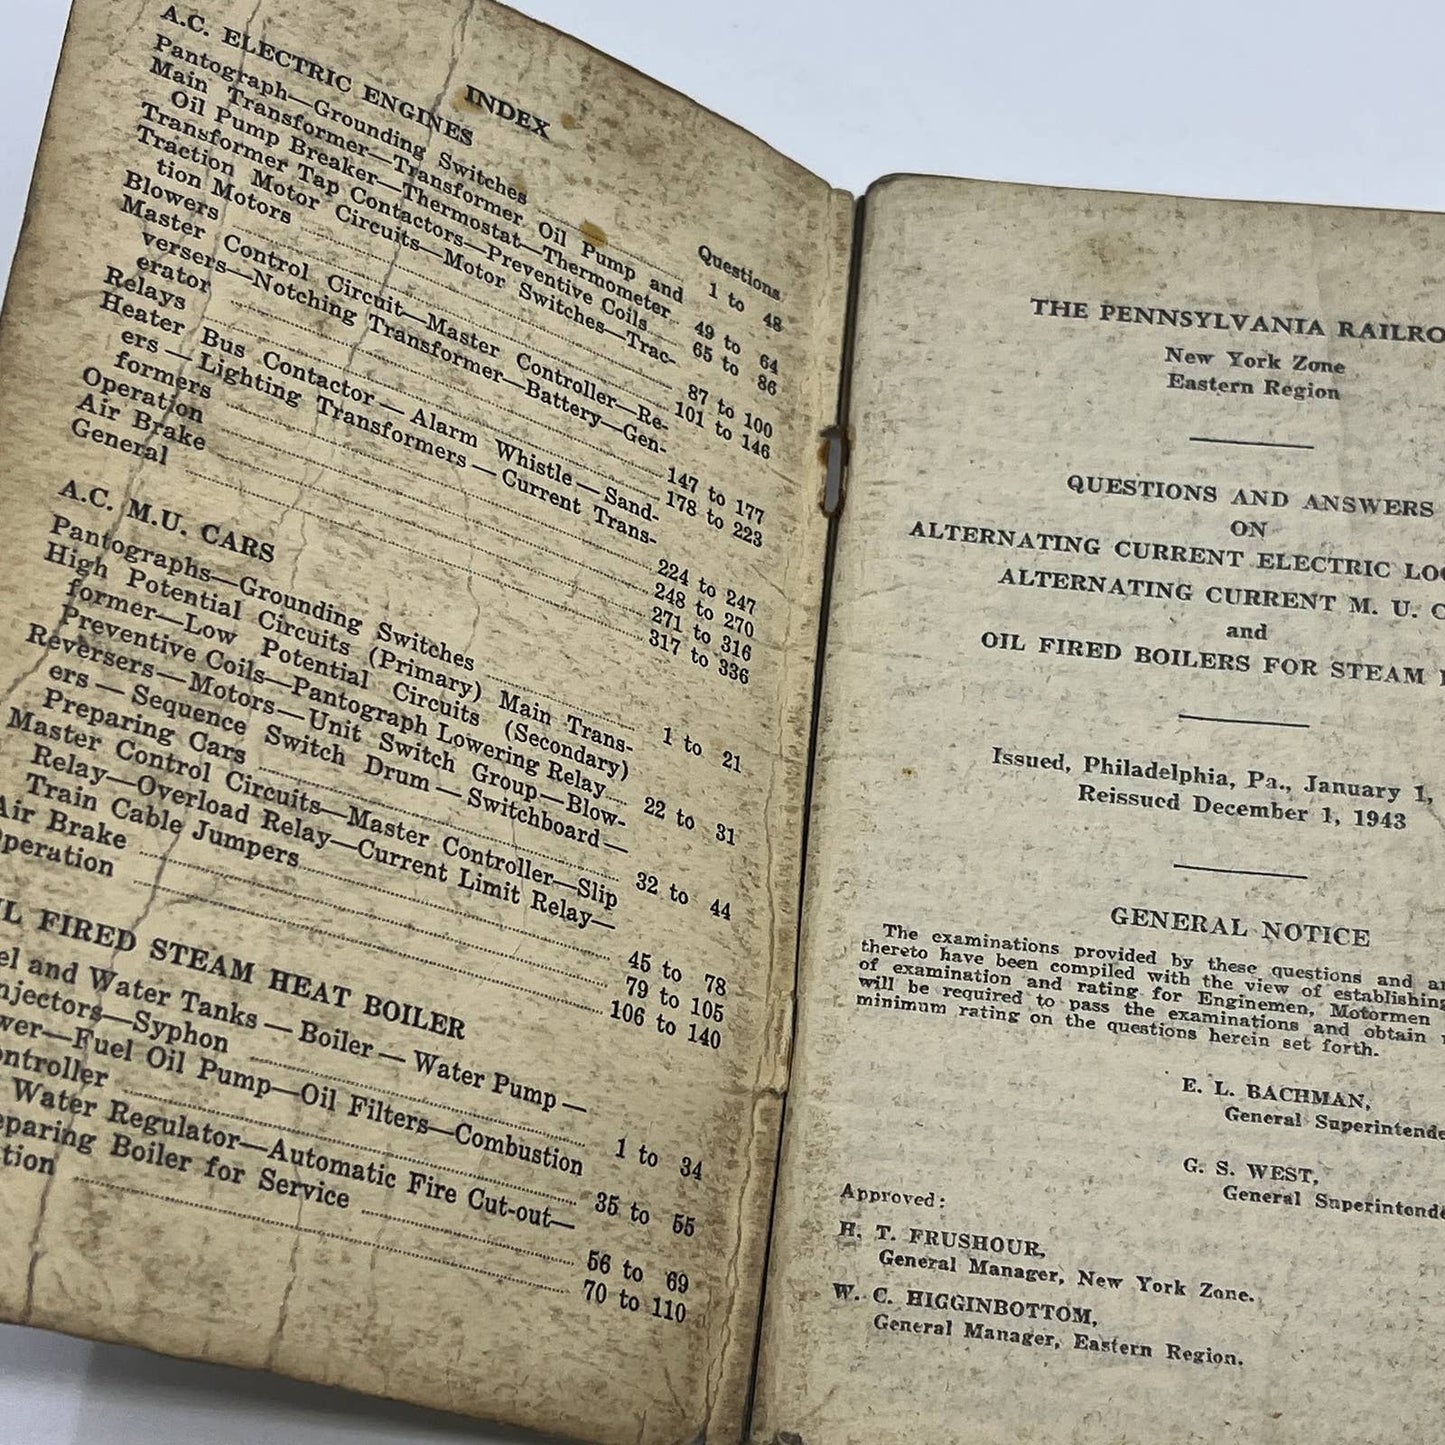 INDEX
A.C. ELECTRIC ENGINES
Questions
Pantograph—Grounding Switches 1 to 48
Main Transformer—Transformer Oil Pump and
Oil Pump Breaker—Thermostat—Thermometer 49 to 64
Transformer Tap Contactors—Preventive Coils 65 to 86
Traction Motor Circuits—Motor Switches—Trac-
tion Motors 87 to 100
Blowers 101 to 146
Master Control Circuit—Master Controller—Re-
versers—Notching Transformer—Battery—Gen-
erator 147 to 177
Relays 178 to 223
Heater Bus Contactor—Alarm Whistle—Sand-
ers—Lighting Transformers—Current Trans-
formers 224 to 247
Operation 248 to 270
Air Brake 271 to 316
General 317 to 336
A.C. M.U. CARS
Pantographs—Grounding Switches 1 to 21
High Potential Circuits (Primary) Main Trans-
former—Low Potential Circuits (Secondary)
Preventive Coils—Pantograph Lowering Relay 22 to 31
Reversers—Motors—Unit Switch Group—Blow-
ers—Sequence Switch Drum—Switchboard—
Preparing Cars 32 to 44
Master Control Circuits—Master Controller—Slip
Relay—Overload Relay—Current Limit Relay—
Train Cable Jumpers 45 to 78
Air Brake 79 to 105
Operation 106 to 140
IL FIRED STEAM HEAT BOILER
el and Water Tanks—Boiler—Water Pump—
njectors—Syphon 1 to 34
wer—Fuel Oil Pump—Oil Filters—Combustion
ontroller 35 to 55
Water Regulator—Automatic Fire Cut-out—
eparing Boiler for Service 56 to 69
tion 70 to 110
THE PENNSYLVANIA RAILRO
New York Zone
Eastern Region
QUESTIONS AND ANSWERS
ON
ALTERNATING CURRENT ELECTRIC LOC
ALTERNATING CURRENT M. U. C
and
OIL FIRED BOILERS FOR STEAM
Issued, Philadelphia, Pa., January 1,
Reissued December 1, 1943
GENERAL NOTICE
The examinations provided by these questions and an
thereto have been compiled with the view of establishing
of examination and rating for Enginemen, Motormen
will be required to pass the examinations and obtain
minimum rating on the questions herein set forth.
E. L. BACHMAN,
General Superintende
G. S. WEST,
General Superintende
Approved:
H. T. FRUSHOUR,
General Manager, New York Zone.
W. C. HIGGINBOTTOM,
General Manager, Eastern Region.